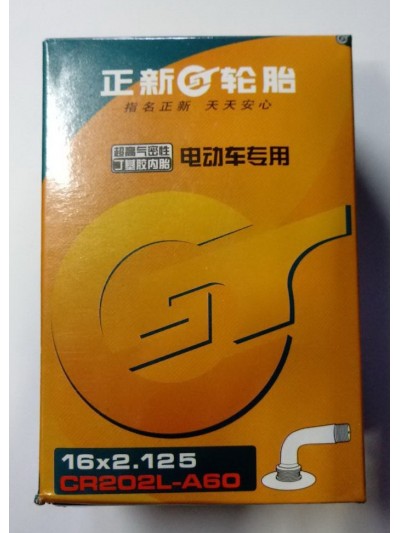 正新轮胎
指名正新 天天安心
超高气密性
丁基胶内胎
电动车专用
16x2.125
CR202L-A60